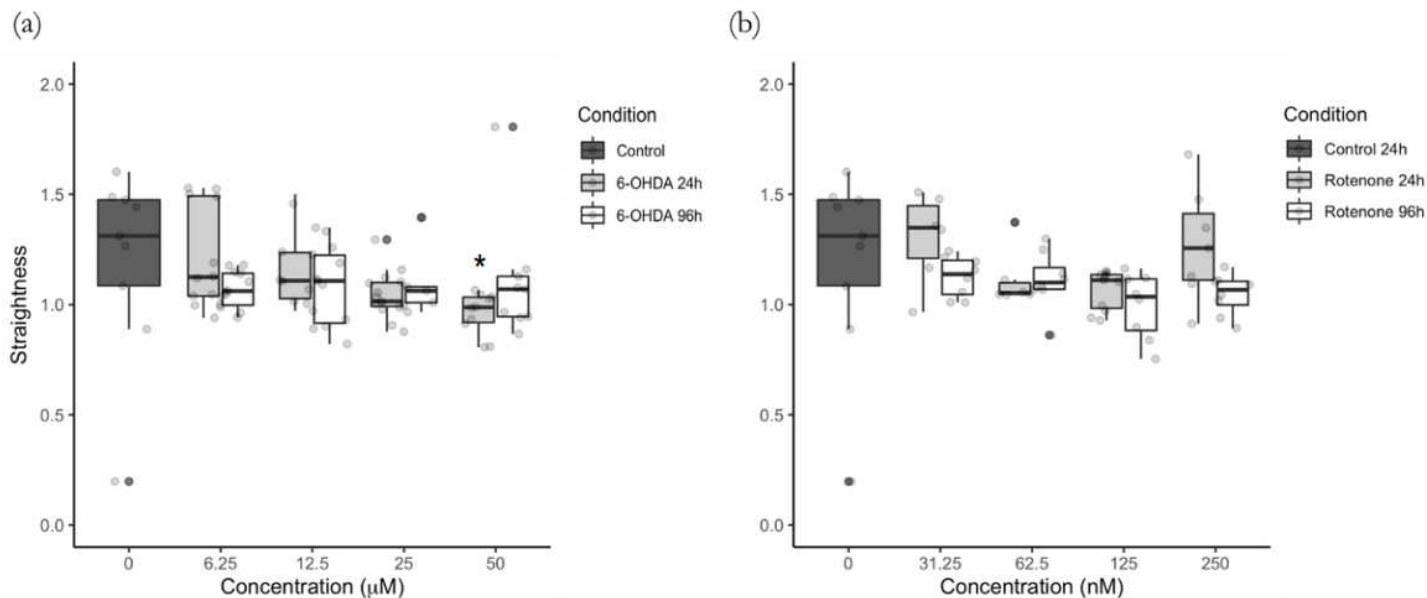 (a)
2.0
1.5
1.0
0.5
0.0
Straightness
0
6.25
12.5
25
50
Concentration (μM)
*
Condition
Control
6-OHDA 24h
6-OHDA 96h
(b)
2.0
1.5
1.0
0.5
0.0
0
31.25
62.5
125
250
Concentration (nM)
Condition
Control 24h
Rotenone 24h
Rotenone 96h